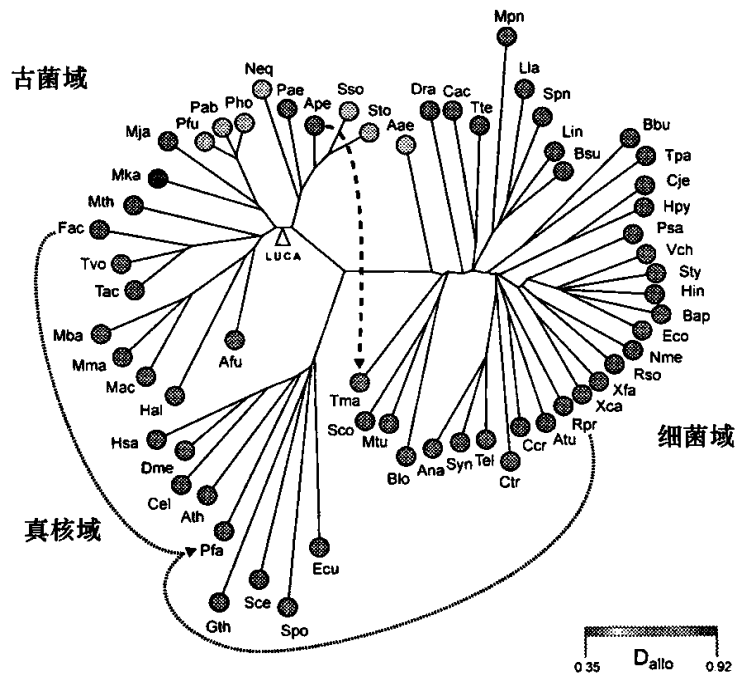 Mpn
古菌域
Neq
Pae
Ape
Sso
Sto
Dra
Cac
Tte
Lla
Spn
Pab
Pho
Pfu
Aae
Lin
Bsu
Bbu
Mja
Tpa
Mka
Cje
Mth
Hpy
Fac
Psa
LUCA
Vch
Tvo
Sty
Tac
Hin
Bap
Mba
Afu
Eco
Mma
Nme
Mac
Rso
Hal
Tma
Xfa
Xca
Hsa
Sco
Mtu
Rpr
细菌域
Dme
Blo
Ana
Syn
Tel
Ccr
Atu
Cel
Ctr
Ath
真核域
Pfa
Ecu
Gth
Sce
Spo
0.35
Dallo
0.92